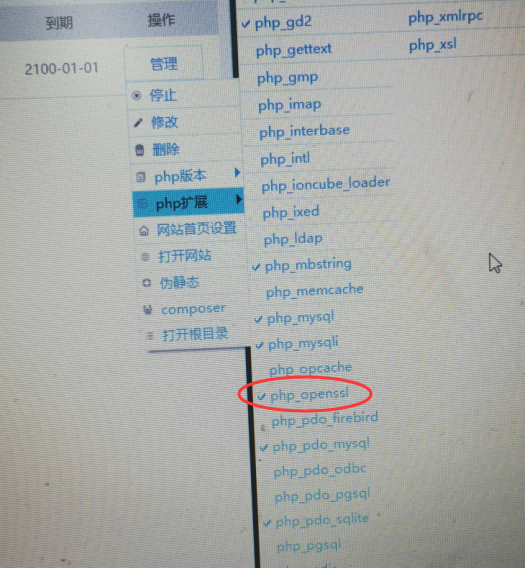 到期
操作
2100-01-01
管理
停止
修改
删除
php版本
php扩展
网站首页设置
打开网站
伪静态
composer
打开根目录
php_gd2
php_gettext
php_gmp
php_imap
php_interbase
php_intl
php_ioncube_loader
php_ixed
php_ldap
php_mbstring
php_memcache
php_mysql
php_mysqli
php_opcache
php_openssl
php_pdo_firebird
php_pdo_mysql
php_pdo_odbc
php_pdo_pgsql
php_pdo_sqlite
php_pgsql
php_xmlrpc
php_xsl